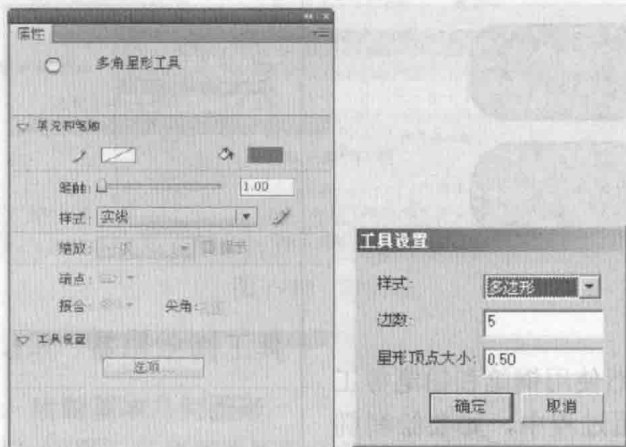 属性
多角星形工具
填充和笔触
笔触: 1.00
样式: 实线
缩放:
端点:
接合: 尖角:
工具设置
选项...
工具设置
样式: 多边形
边数: 5
星形顶点大小: 0.50
确定 取消